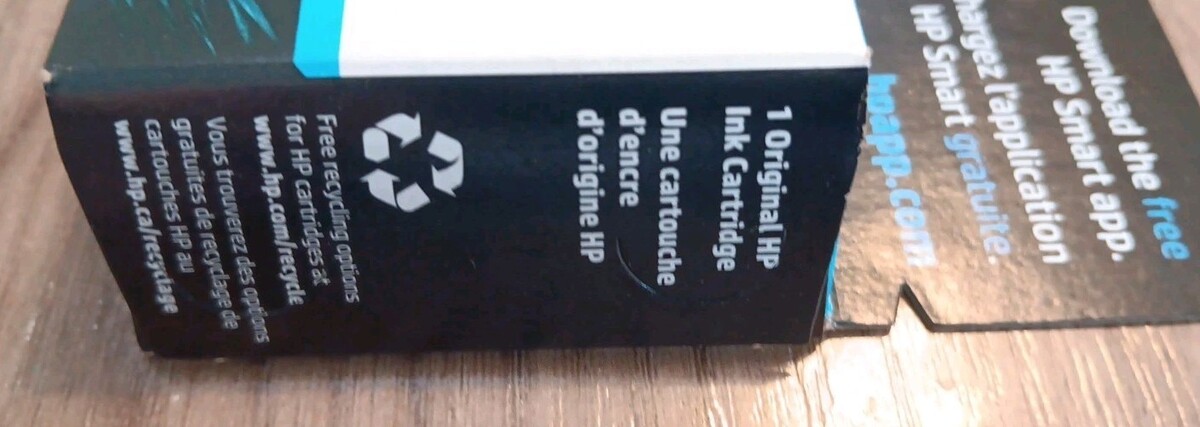 1 Original HP
Ink Cartridge
Une cartouche
d'encre
d'origine HP
Free recycling options
for HP cartridges at
www.hp.com/recycle
Vous trouverez des options
gratuites de recyclage de
cartouches HP au
www.hp.ca/recyclage
Download the free
HP Smart app.
hargez l'application
HP Smart gratuite.
hpapp.com